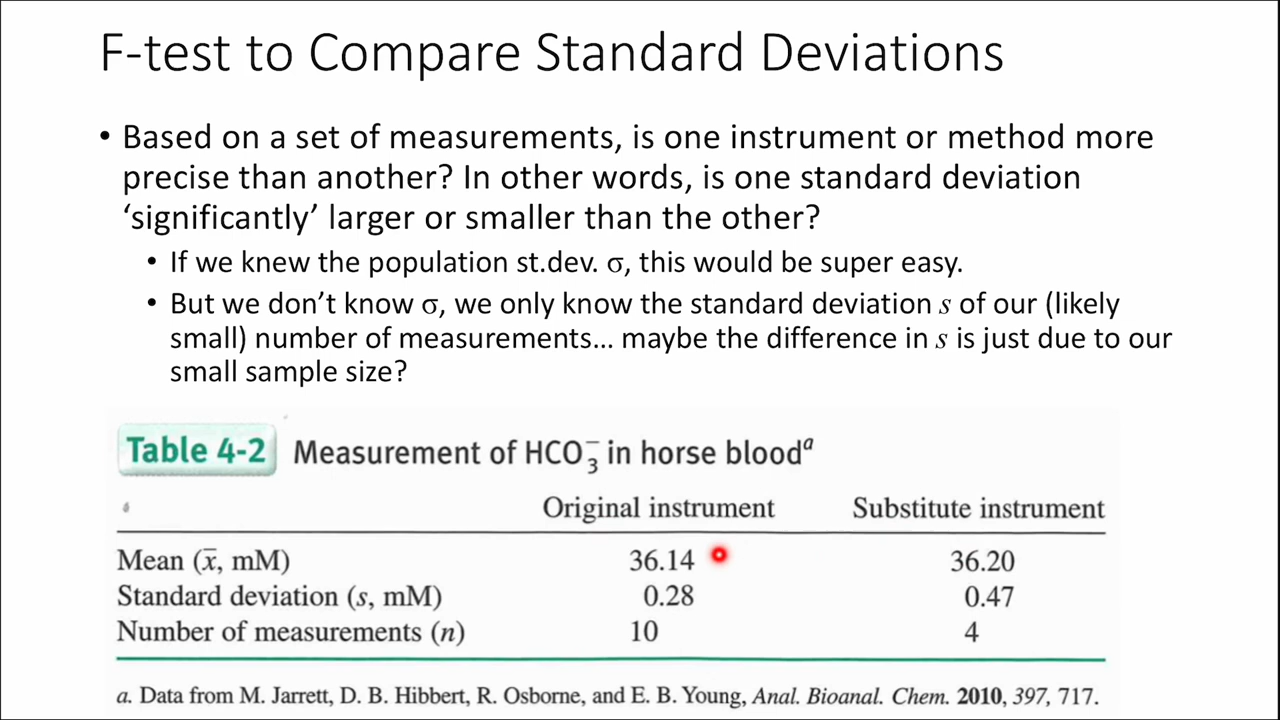 F-test to Compare Standard Deviations
• Based on a set of measurements, is one instrument or method more
precise than another? In other words, is one standard deviation
‘significantly’ larger or smaller than the other?
• If we knew the population st.dev. σ, this would be super easy.
• But we don’t know σ, we only know the standard deviation s of our (likely
small) number of measurements... maybe the difference in s is just due to our
small sample size?
Table 4-2 Measurement of HCO₃⁻ in horse bloodᵃ
Original instrument Substitute instrument
Mean (x̄, mM) 36.14 36.20
Standard deviation (s, mM) 0.28 0.47
Number of measurements (n) 10 4
a. Data from M. Jarrett, D. B. Hibbert, R. Osborne, and E. B. Young, Anal. Bioanal. Chem. 2010, 397, 717.